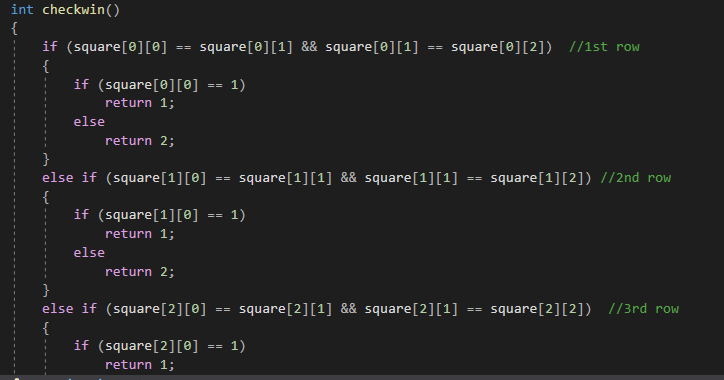 int checkwin()
{
    if (square[0][0] == square[0][1] && square[0][1] == square[0][2])  //1st row
    {
        if (square[0][0] == 1)
            return 1;
        else
            return 2;
    }
    else if (square[1][0] == square[1][1] && square[1][1] == square[1][2]) //2nd row
    {
        if (square[1][0] == 1)
            return 1;
        else
            return 2;
    }
    else if (square[2][0] == square[2][1] && square[2][1] == square[2][2])  //3rd row
    {
        if (square[2][0] == 1)
            return 1;